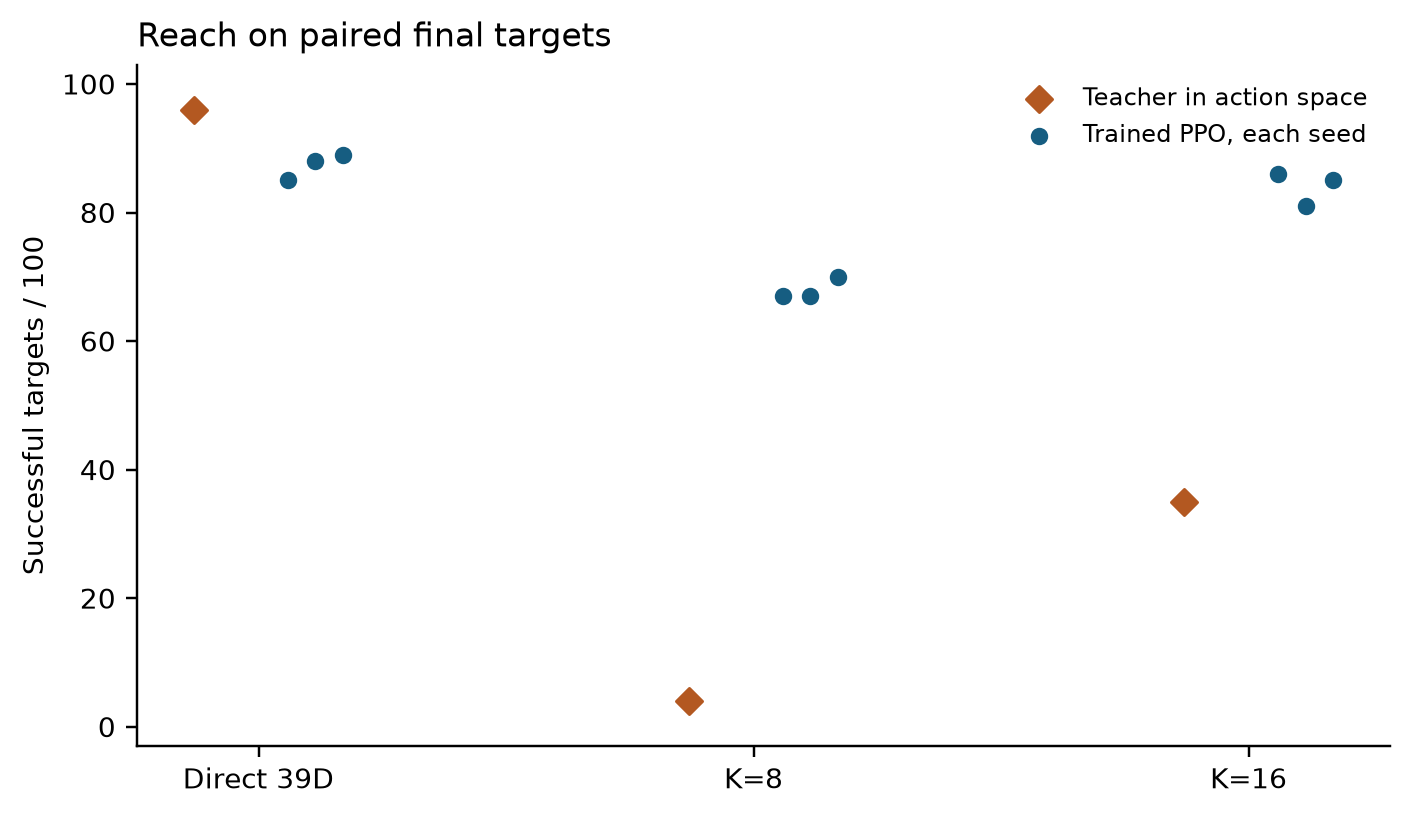 Reach on paired final targets
Teacher in action space
Trained PPO, each seed
Successful targets / 100
100
80
60
40
20
0
Direct 39D
K=8
K=16